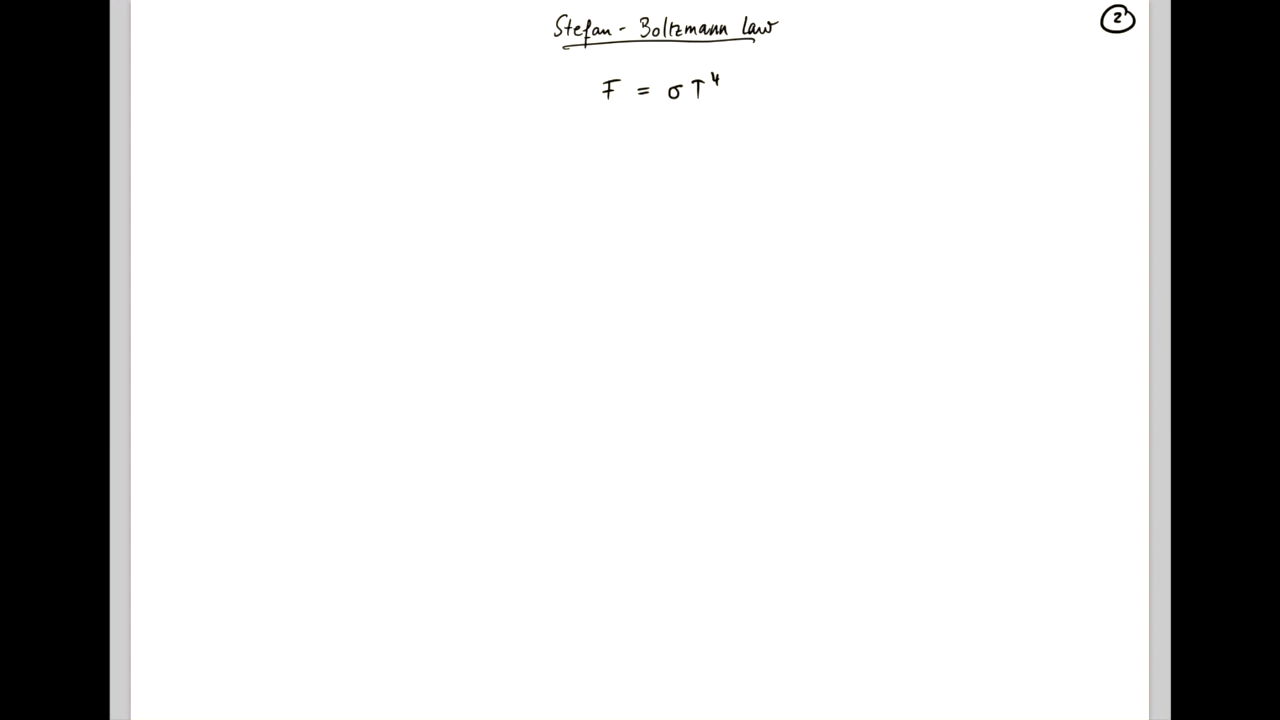 Stefan - Boltzmann Law
2
F = σT⁴